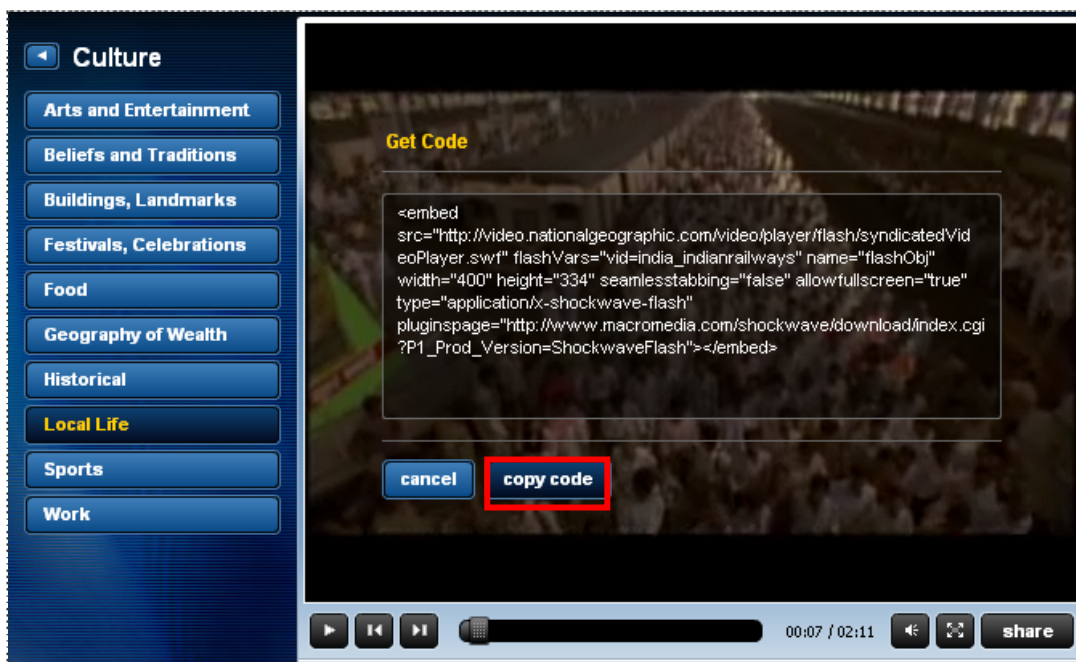 Culture
Arts and Entertainment
Beliefs and Traditions
Buildings, Landmarks
Festivals, Celebrations
Food
Geography of Wealth
Historical
Local Life
Sports
Work
Get Code
<embed
src="http://video.nationalgeographic.com/video/player/flash/syndicatedVid
eoPlayer.swf" flashVars="vid=india_indianrailways" name="flashObj"
width="400" height="334" seamlesstabbing="false" allowfullscreen="true"
type="application/x-shockwave-flash"
pluginspage="http://www.macromedia.com/shockwave/download/index.cgi
?P1_Prod_Version=ShockwaveFlash"></embed>
cancel
copy code
00:07 / 02:11
share